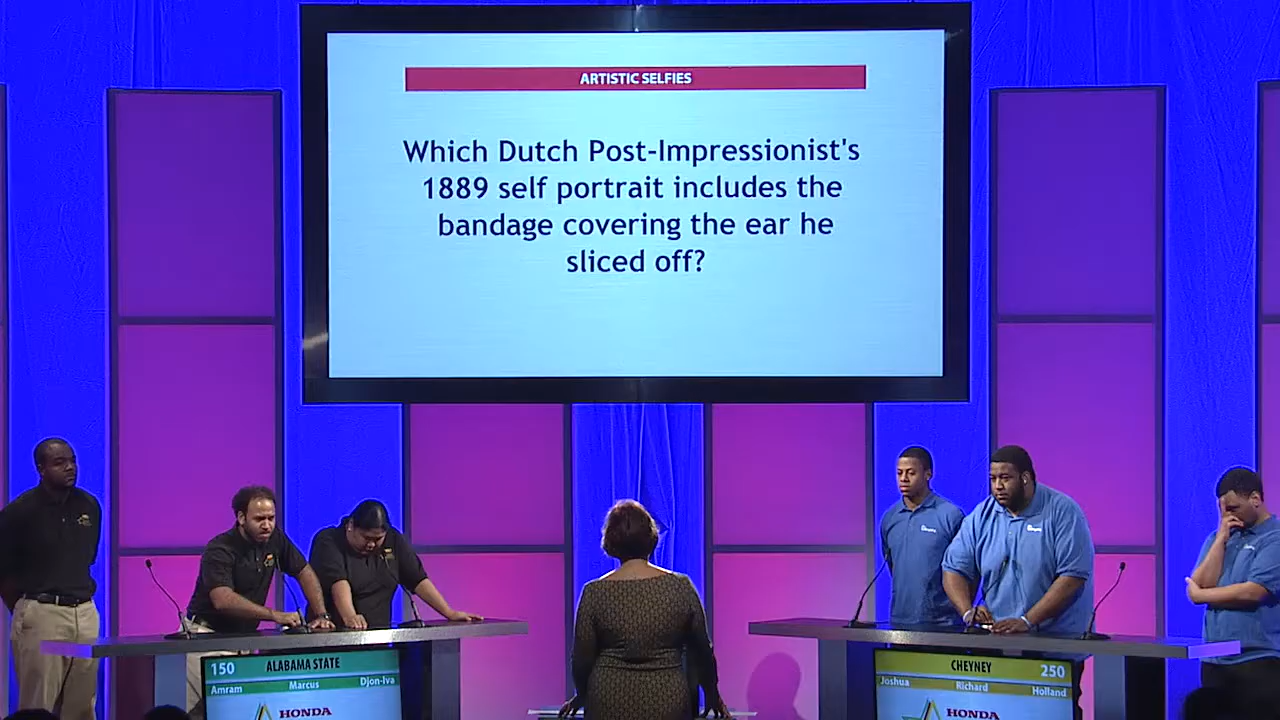 ARTISTIC SELFIES
Which Dutch Post-Impressionist's
1889 self portrait includes the
bandage covering the ear he
sliced off?
150 ALABAMA STATE
Amram Marcus Djon-Iva
HONDA
CHEYNEY 250
Joshua Richard Holland
HONDA